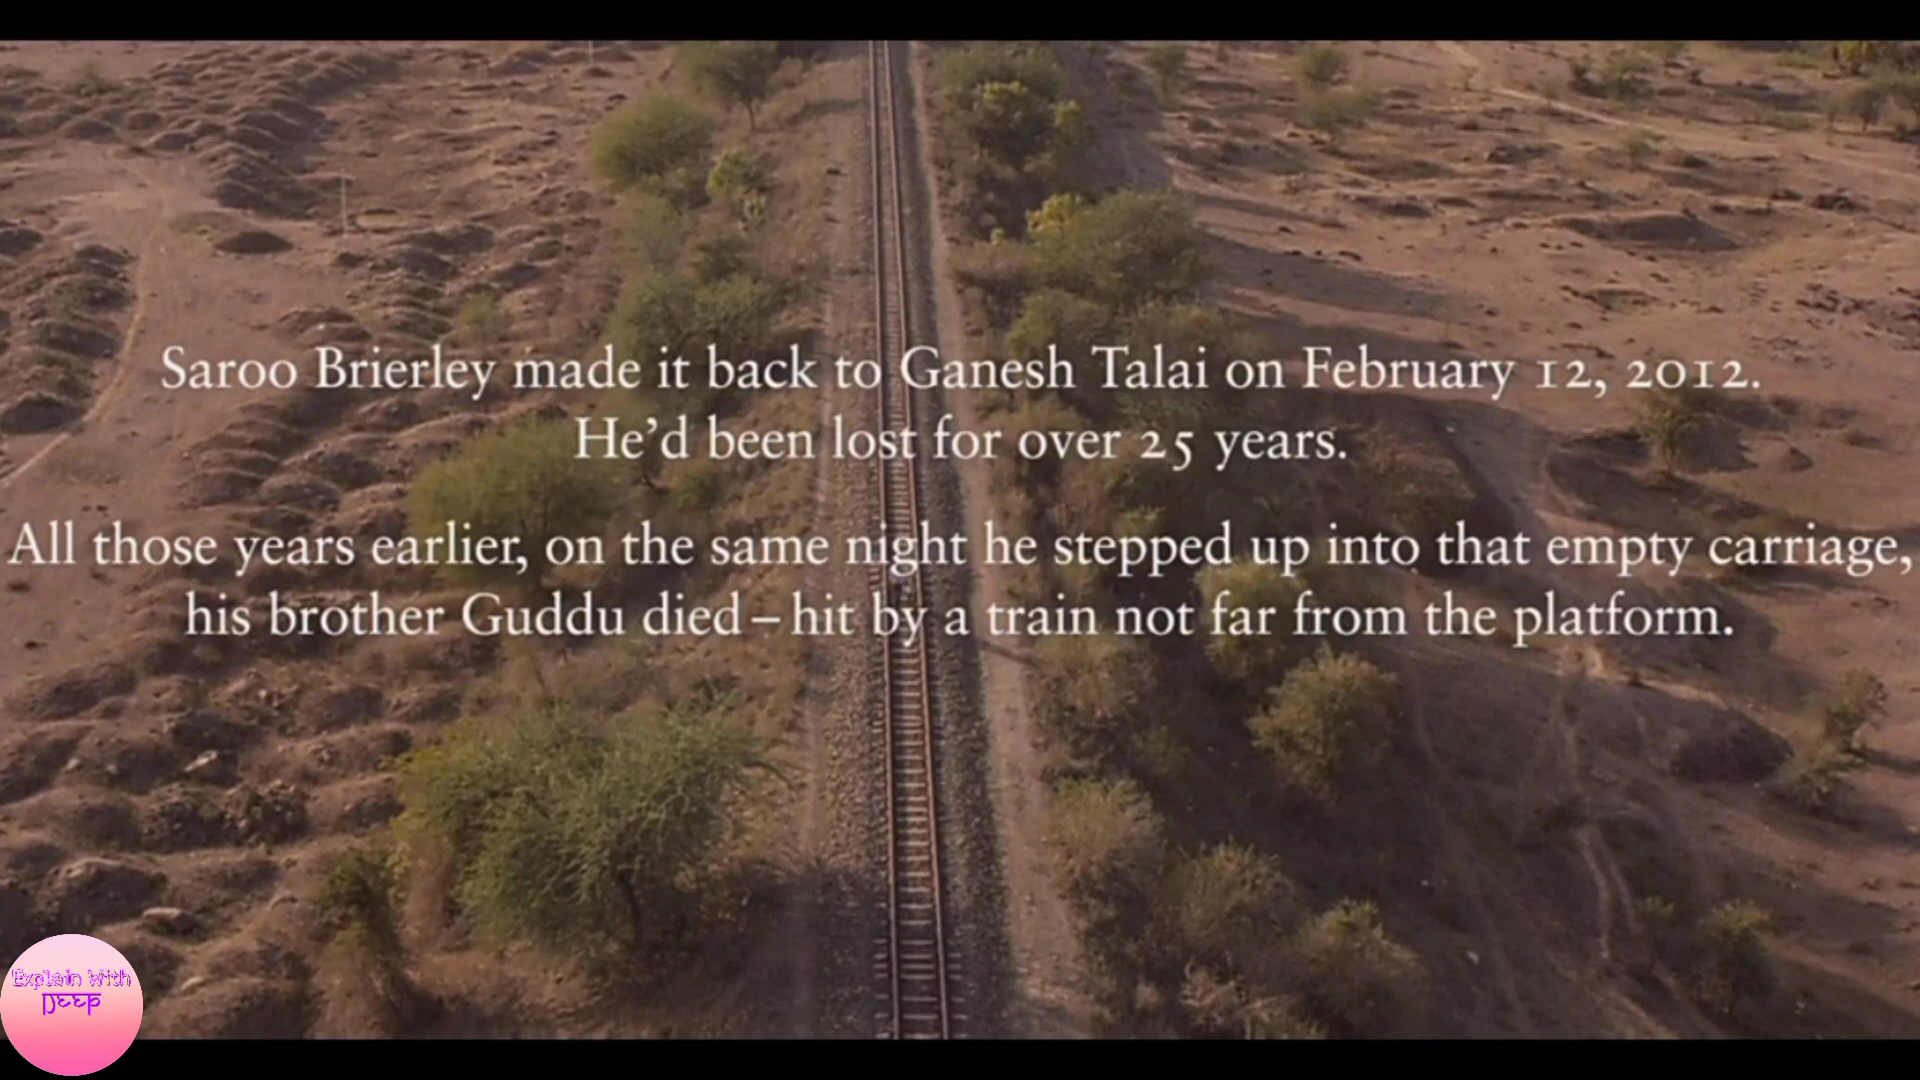 Saroo Brierley made it back to Ganesh Talai on February 12, 2012.
He’d been lost for over 25 years.
All those years earlier, on the same night he stepped up into that empty carriage,
his brother Guddu died – hit by a train not far from the platform.
Explain With
DEEP